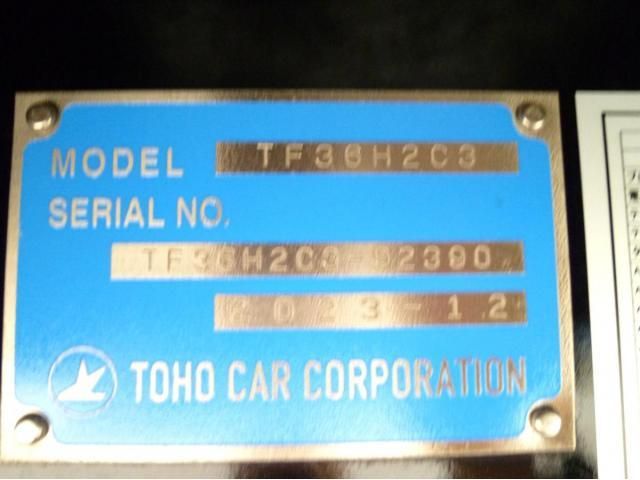 MODEL TF36H2C3
SERIAL NO.
TF36H2C3-92390
2023-12
TOHO CAR CORPORATION